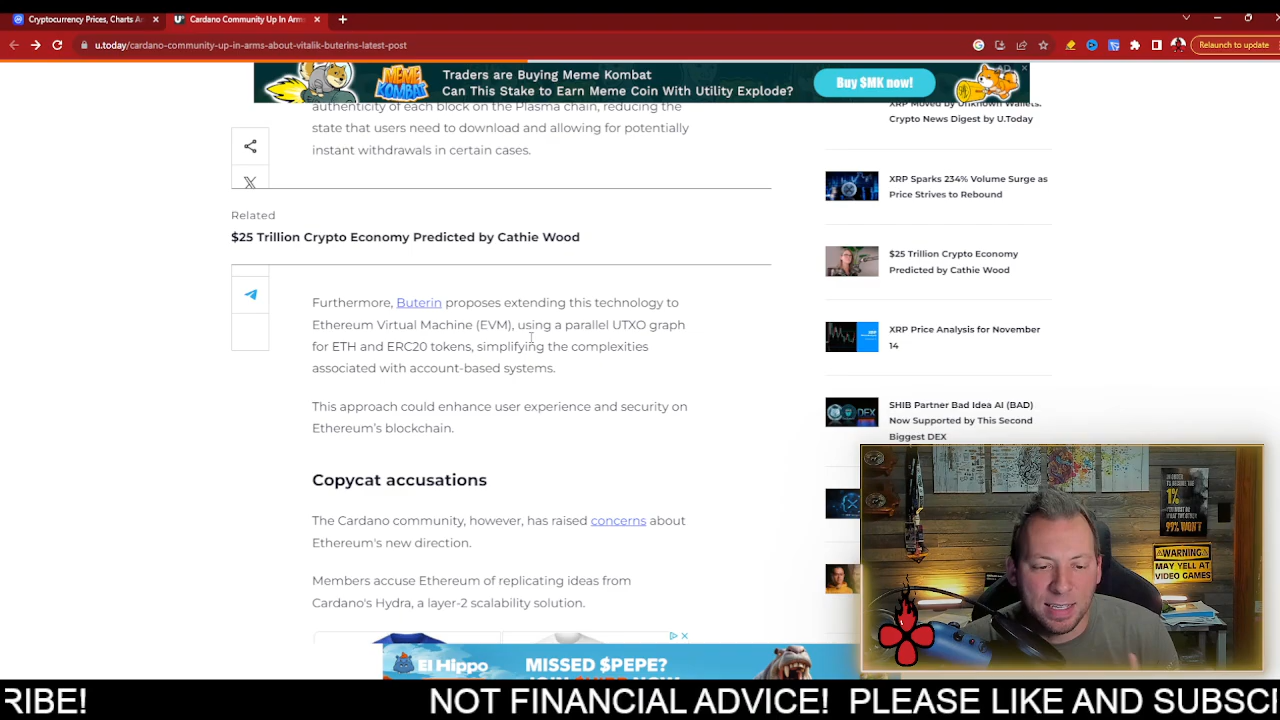 Cryptocurrency Prices, Charts A
Cardano Community Up In Arms
u.today/cardano-community-up-in-arms-about-vitalik-buterins-latest-post
Relaunch to update
MEME KOMBAT
Traders are Buying Meme Kombat
Can This Stake to Earn Meme Coin With Utility Explode?
Buy $MK now!
AD
authenticity of each block on the Plasma chain, reducing the
state that users need to download and allowing for potentially
instant withdrawals in certain cases.
Related
$25 Trillion Crypto Economy Predicted by Cathie Wood
Furthermore, Buterin proposes extending this technology to
Ethereum Virtual Machine (EVM), using a parallel UTXO graph
for ETH and ERC20 tokens, simplifying the complexities
associated with account-based systems.
This approach could enhance user experience and security on
Ethereum's blockchain.
Copycat accusations
The Cardano community, however, has raised concerns about
Ethereum's new direction.
Members accuse Ethereum of replicating ideas from
Cardano's Hydra, a layer-2 scalability solution.
XRP Moved by Unknown Wallets:
Crypto News Digest by U.Today
XRP Sparks 234% Volume Surge as
Price Strives to Rebound
$25 Trillion Crypto Economy
Predicted by Cathie Wood
XRP Price Analysis for November
14
SHIB Partner Bad Idea AI (BAD)
Now Supported by This Second
Biggest DEX
1%
99% WON'T
WARNING
MAY YELL AT
VIDEO GAMES
El Hippo
MISSED $PEPE?
RIBE! NOT FINANCIAL ADVICE! PLEASE LIKE AND SUBSCI